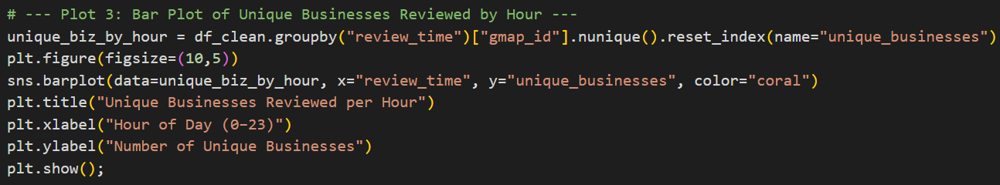 # --- Plot 3: Bar Plot of Unique Businesses Reviewed by Hour ---
unique_biz_by_hour = df_clean.groupby("review_time")["gmap_id"].nunique().reset_index(name="unique_businesses")
plt.figure(figsize=(10,5))
sns.barplot(data=unique_biz_by_hour, x="review_time", y="unique_businesses", color="coral")
plt.title("Unique Businesses Reviewed per Hour")
plt.xlabel("Hour of Day (0–23)")
plt.ylabel("Number of Unique Businesses")
plt.show();